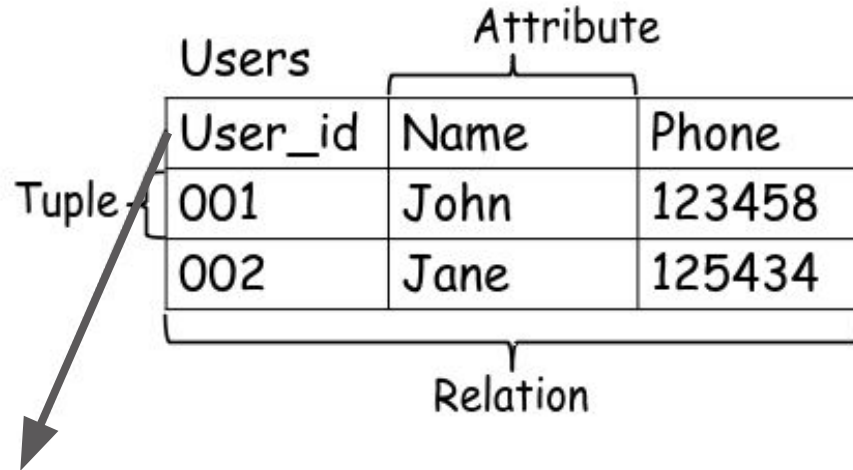 Attribute
Users
User_id Name Phone
Tuple 001 John 123458
002 Jane 125434
Relation